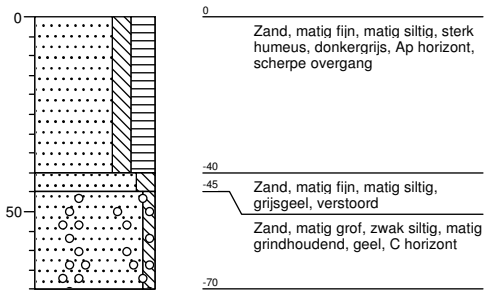 0
0
Zand, matig fijn, matig siltig, sterk
humeus, donkergrijs, Ap horizont,
scherpe overgang
-40
-45
Zand, matig fijn, matig siltig,
grijsgeel, verstoord
50
Zand, matig grof, zwak siltig, matig
grindhoudend, geel, C horizont
-70